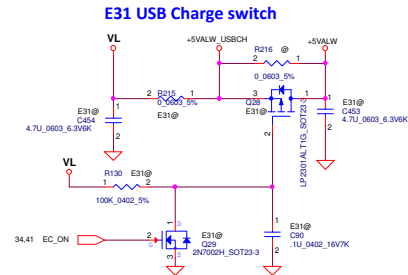 E31 USB Charge switch
VL
+5VALW_USBCH
R216 @
+5VALW
2 1
0_0603_5%
R215
2 1
0_0603_5%
E31@
3 1
Q28
E31@
2
LP2301ALT1G_SOT23-3
E31@
C454
4.7U_0603_6.3V6K
1
2
1
2
E31@
C453
4.7U_0603_6.3V6K
VL
R130 E31@
1 2
100K_0402_5%
34,41 EC_ON
2
G
1
D
S
3
E31@
Q29
2N7002H_SOT23-3
1
2
E31@
C90
.1U_0402_16V7K